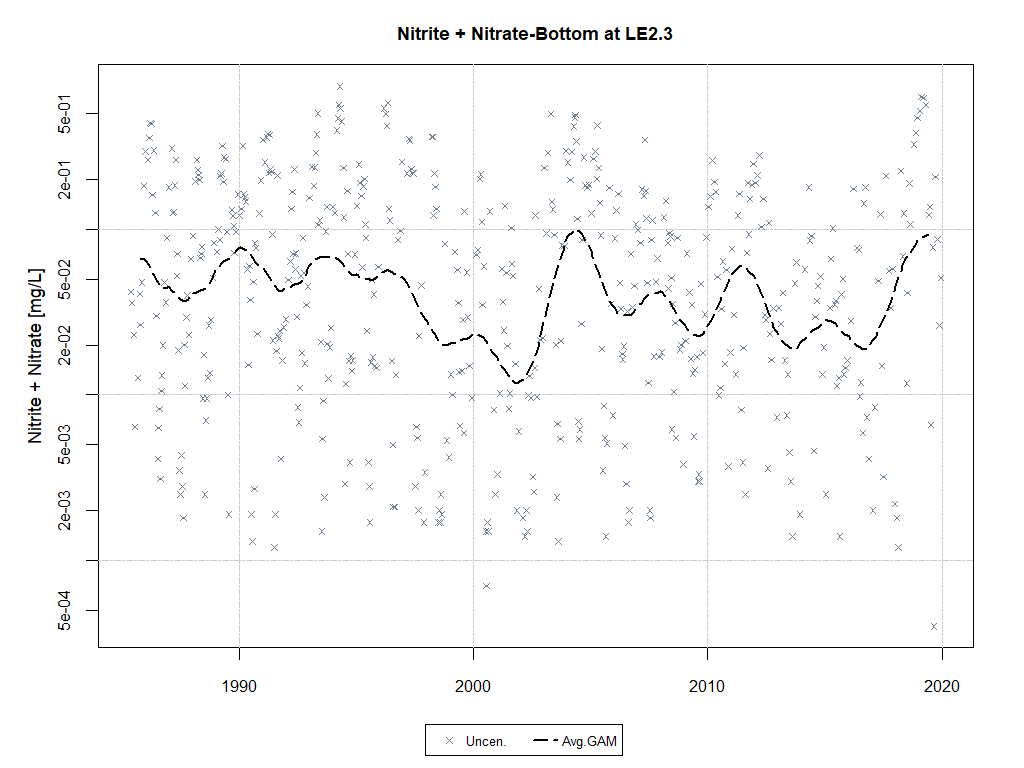 Nitrite + Nitrate-Bottom at LE2.3
Nitrite + Nitrate [mg/L]
5e-01
2e-01
5e-02
2e-02
5e-03
2e-03
5e-04
1990
2000
2010
2020
Uncen.
Avg.GAM